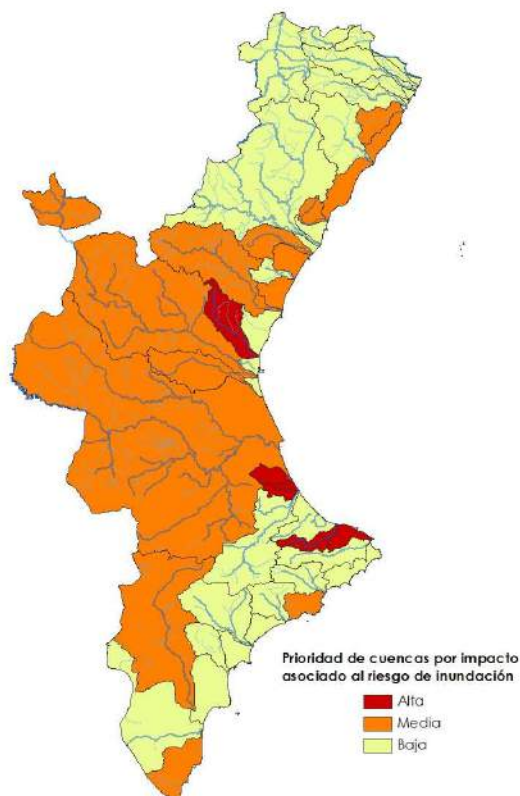 Prioridad de cuencas por impacto
asociado al riesgo de inundación
Alta
Media
Baja